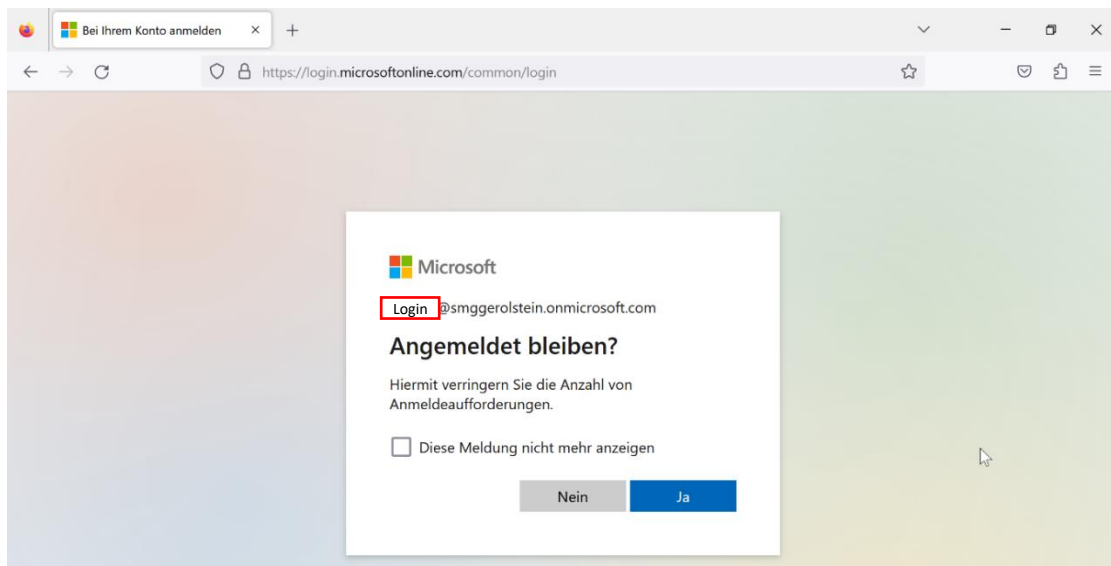 Bei Ihrem Konto anmelden
https://login.microsoftonline.com/common/login
Microsoft
Login @smggerolstein.onmicrosoft.com
Angemeldet bleiben?
Hiermit verringern Sie die Anzahl von
Anmeldeaufforderungen.
Diese Meldung nicht mehr anzeigen
Nein Ja